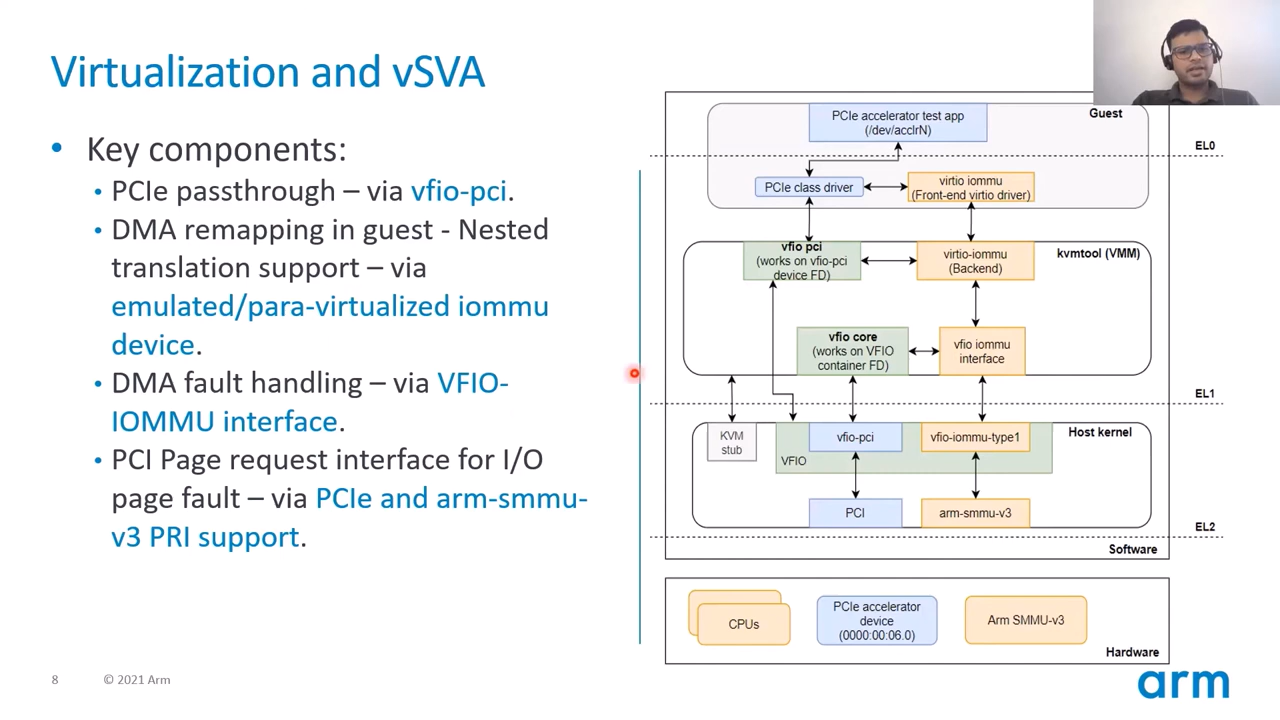 Virtualization and vSVA
• Key components:
• PCIe passthrough – via vfio-pci.
• DMA remapping in guest - Nested
translation support – via
emulated/para-virtualized iommu
device.
• DMA fault handling – via VFIO-
IOMMU interface.
• PCI Page request interface for I/O
page fault – via PCIe and arm-smmu-
v3 PRI support.
PCIe accelerator test app
(/dev/acclrN)
Guest
EL0
PCIe class driver
virtio iommu
(Front-end virtio driver)
vfio pci
(works on vfio-pci
device FD)
virtio-iommu
(Backend)
kvmtool (VMM)
vfio core
(works on VFIO
container FD)
vfio iommu
interface
EL1
KVM
stub
VFIO
vfio-pci
vfio-iommu-type1
Host kernel
PCI
arm-smmu-v3
EL2
Software
CPUs
PCIe accelerator
device
(0000:00:06.0)
Arm SMMU-v3
Hardware
8
© 2021 Arm
arm